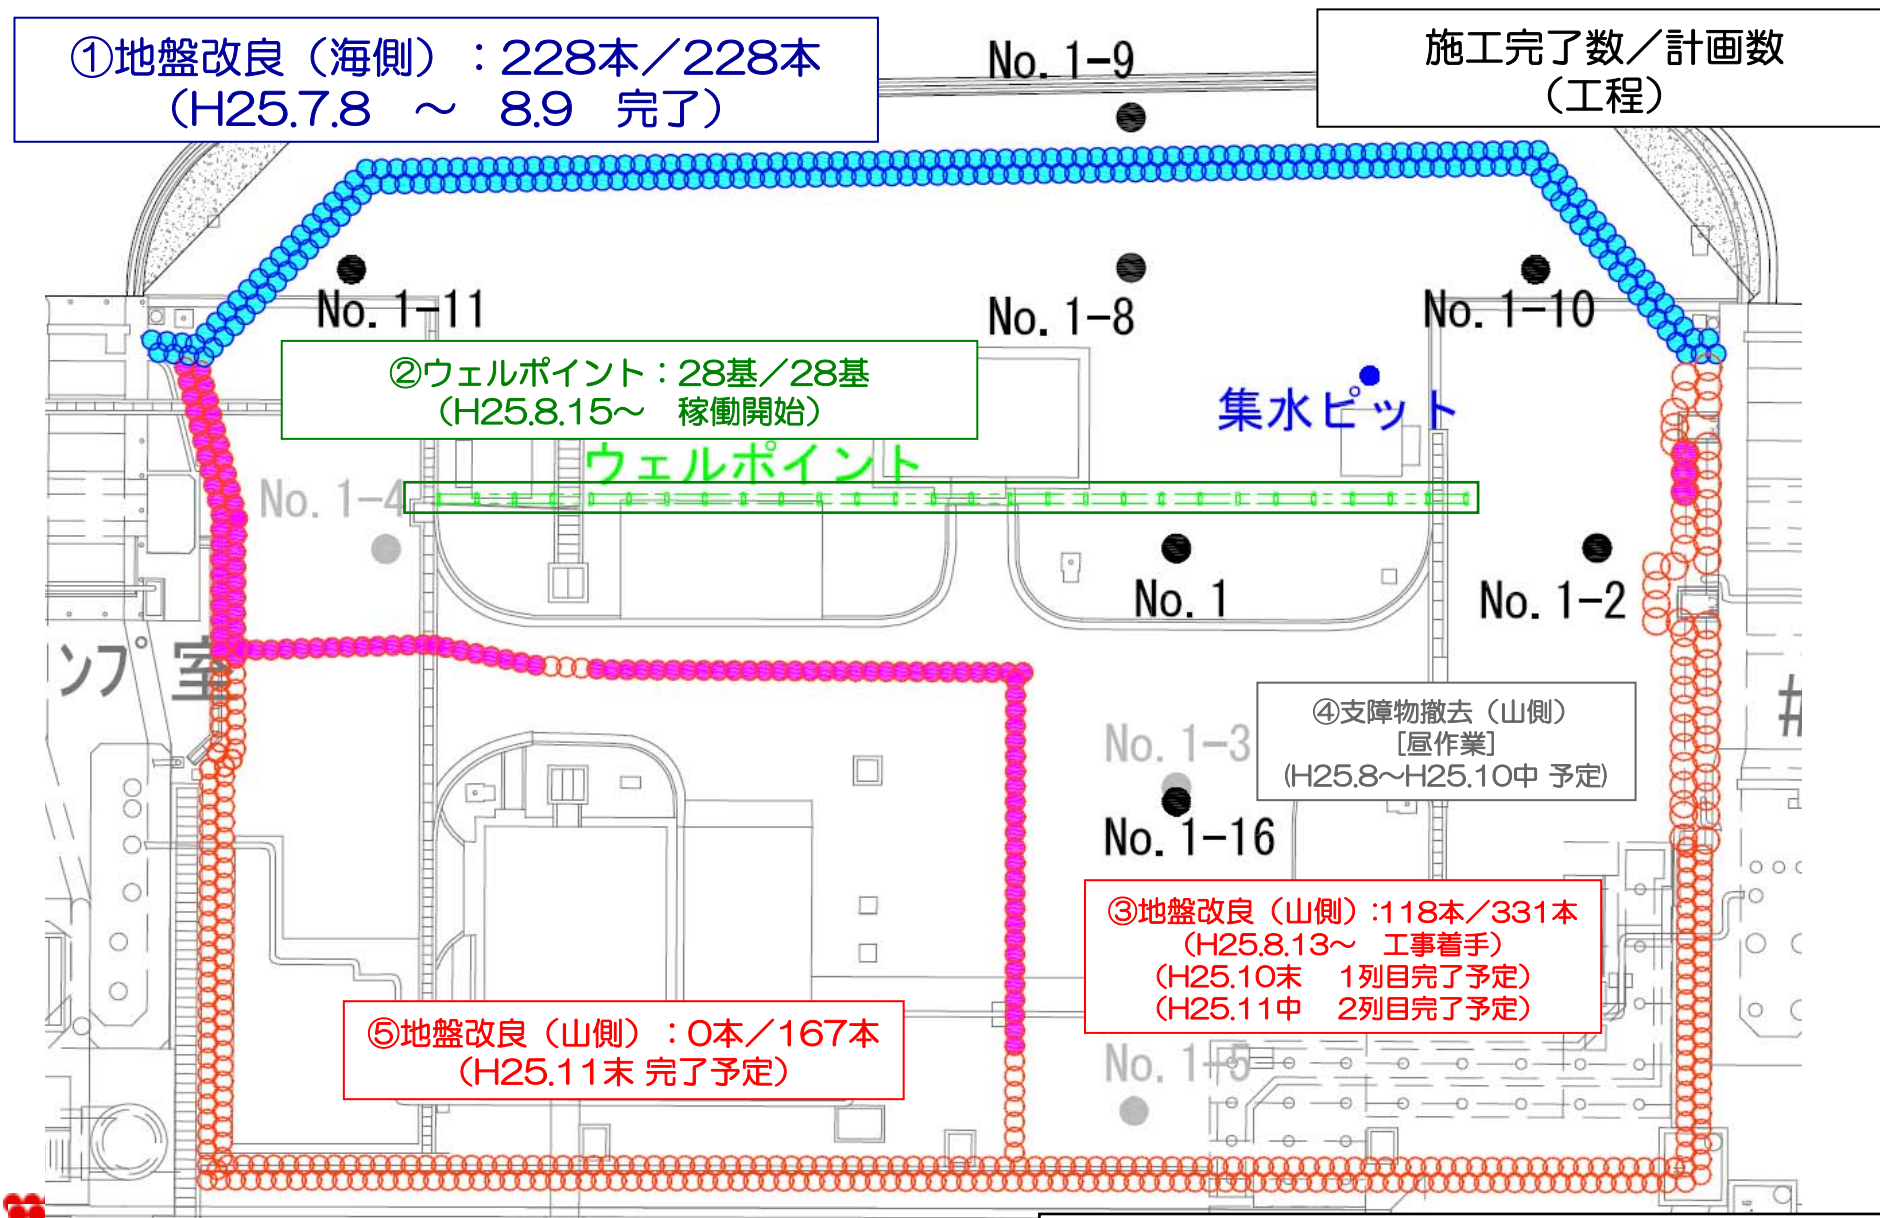 ①地盤改良（海側）：228本／228本
（H25.7.8　～　8.9　完了）
施工完了数／計画数
（工程）
No. 1-9
No. 1-11
No. 1-8
No. 1-10
②ウェルポイント：28基／28基
（H25.8.15～　稼働開始）
集水ピット
ウェルポイント
No. 1-4
No. 1
No. 1-2
ンプ 室
④支障物撤去（山側）
[昼作業]
(H25.8～H25.10中 予定)
No. 1-3
No. 1-16
③地盤改良（山側）:118本／331本
（H25.8.13～　工事着手）
（H25.10末　1列目完了予定）
（H25.11中　2列目完了予定）
⑤地盤改良（山側）：0本／167本
（H25.11末 完了予定）
No. 1-5